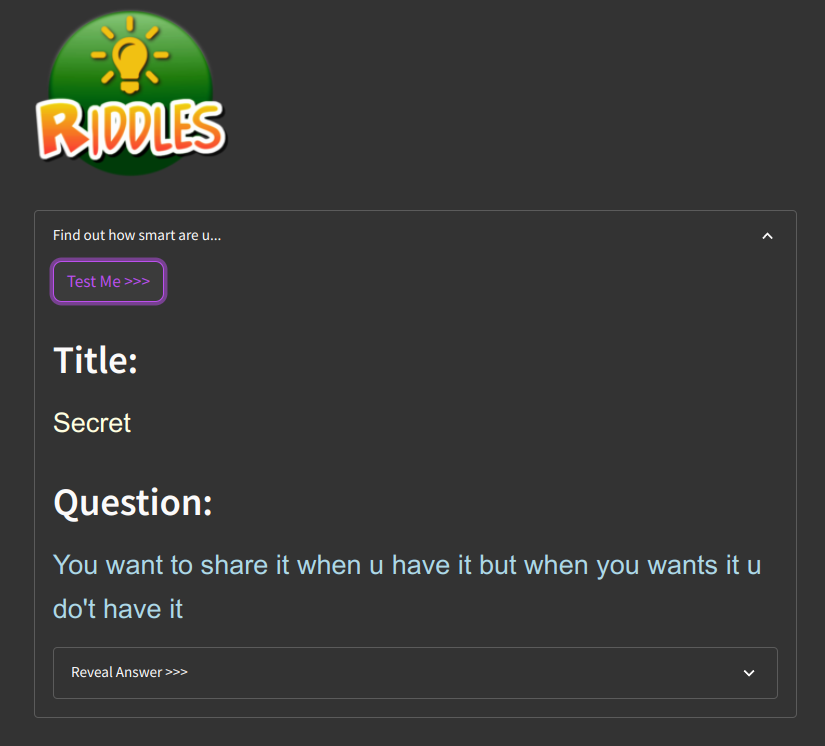 RIDDLES
Find out how smart are u...
Test Me >>>
Title:
Secret
Question:
You want to share it when u have it but when you wants it u
do't have it
Reveal Answer >>>